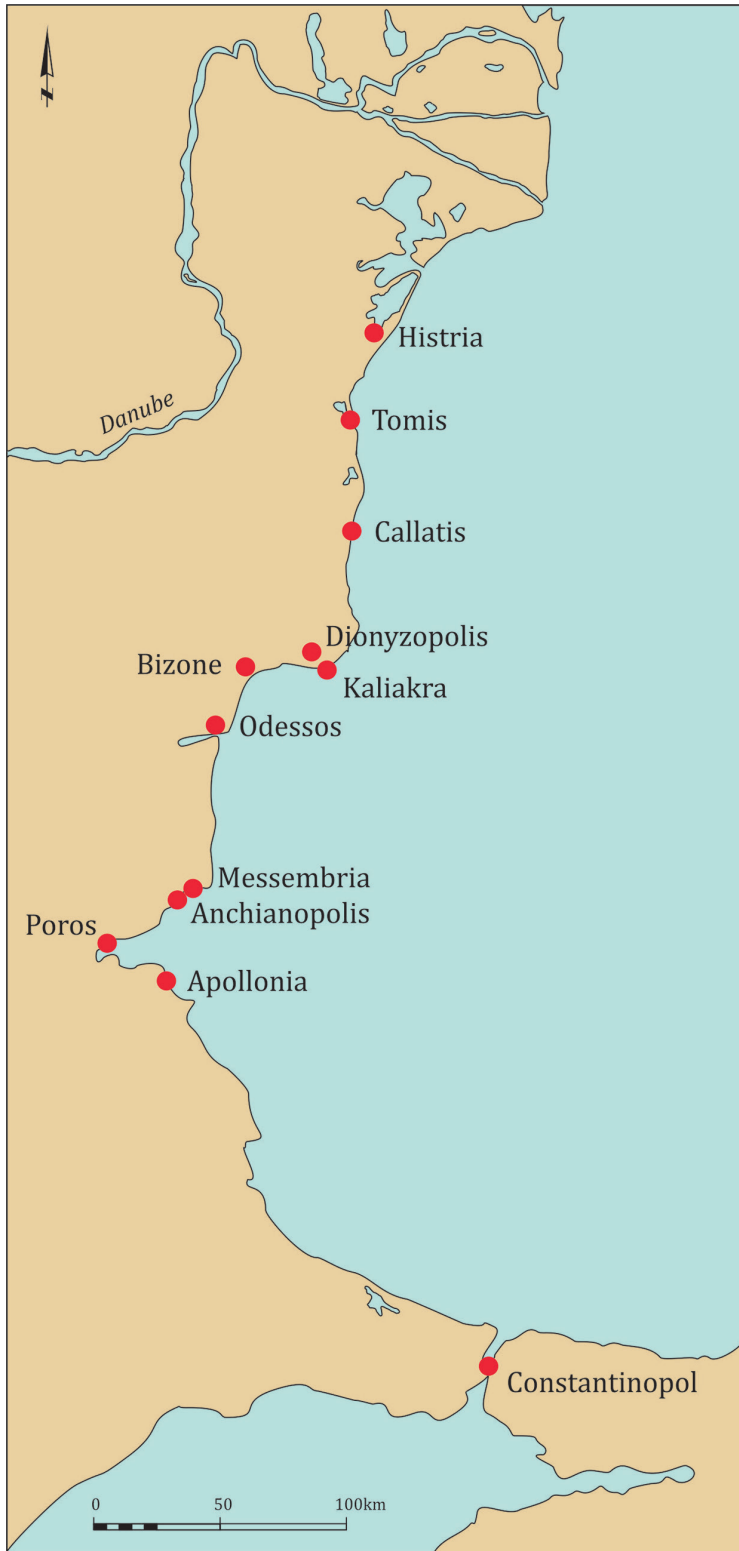 Histria
Danube
Tomis
Callatis
Dionyzopolis
Bizone
Kaliakra
Odessos
Messembria
Anchianopolis
Poros
Apollonia
Constantinopol
0 50 100km